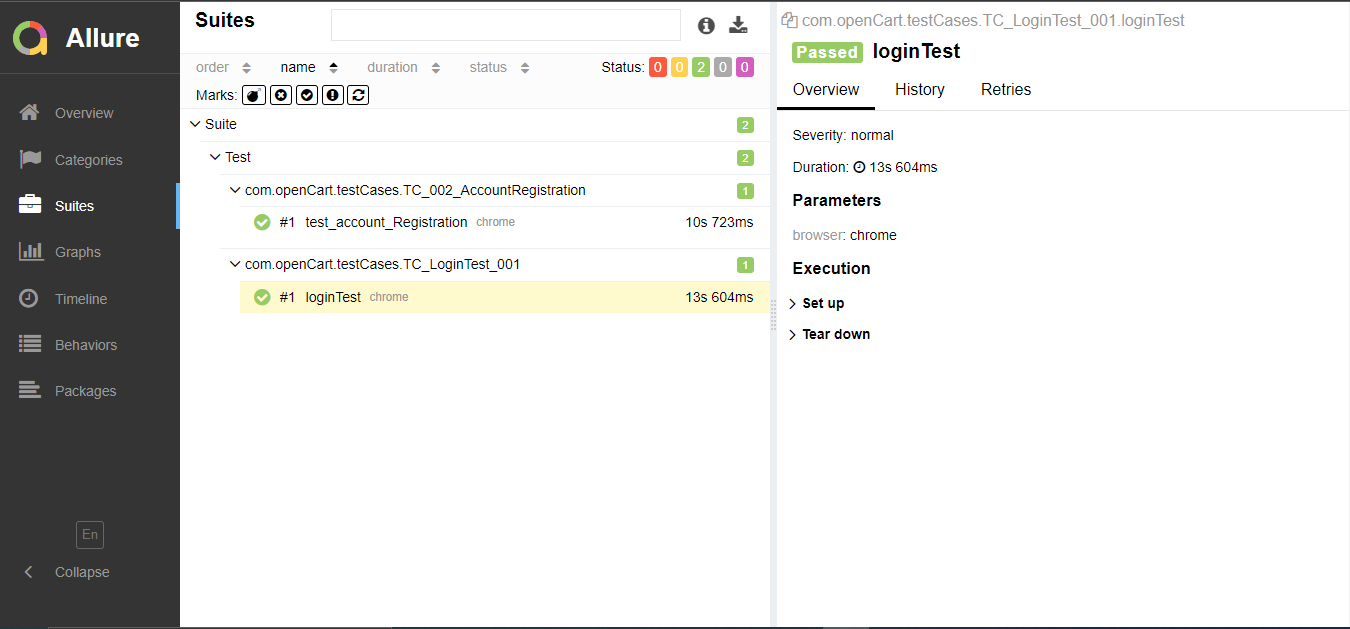 Allure
Overview
Categories
Suites
Graphs
Timeline
Behaviors
Packages
En
Collapse
Suites
order name duration status Status: 0 0 2 0 0
Marks:
Suite 2
Test 2
com.openCart.testCases.TC_002_AccountRegistration 1
#1 test_account_Registration chrome 10s 723ms
com.openCart.testCases.TC_LoginTest_001 1
#1 loginTest chrome 13s 604ms
com.openCart.testCases.TC_LoginTest_001.loginTest
Passed loginTest
Overview History Retries
Severity: normal
Duration: 13s 604ms
Parameters
browser: chrome
Execution
Set up
Tear down